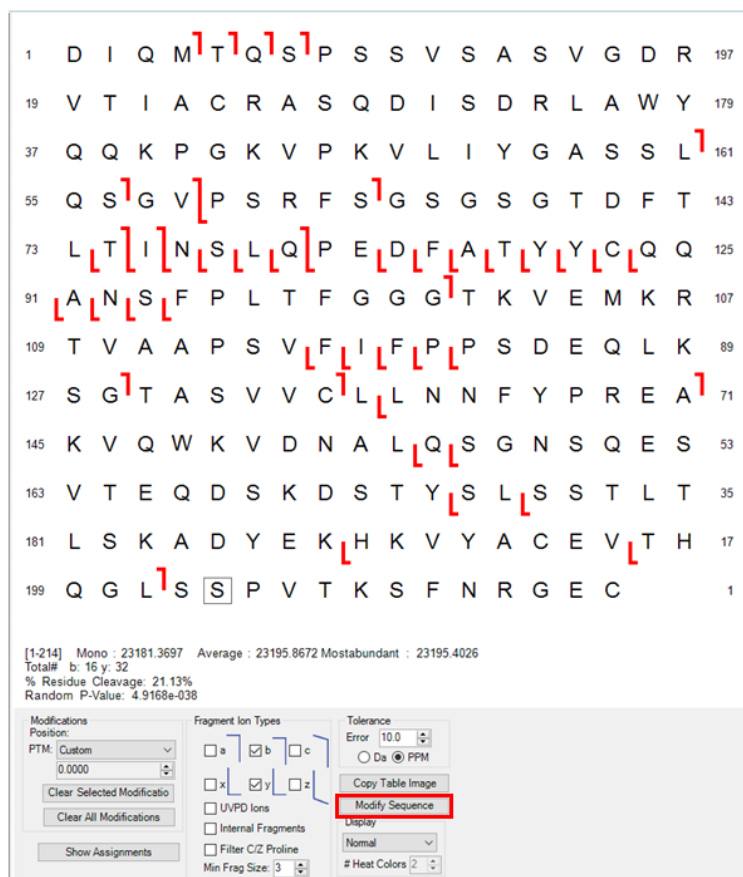 1 D I Q M T Q S P S S V S A S V G D R 197
19 V T I A C R A S Q D I S D R L A W Y 179
37 Q Q K P G K V P K V L I Y G A S S L 161
55 Q S G V P S R F S G S G S G T D F T 143
73 L T I N S L Q P E D F A T Y Y C Q Q 125
91 A N S F P L T F G G G T K V E M K R 107
109 T V A A P S V F I F P P S D E Q L K 89
127 S G T A S V V C L L N N F Y P R E A 71
145 K V Q W K V D N A L Q S G N S Q E S 53
163 V T E Q D S K D S T Y S L S S T L T 35
181 L S K A D Y E K H K V Y A C E V T H 17
199 Q G L S S P V T K S F N R G E C 1
[1-214] Mono : 23181.3697 Average : 23195.8672 Mostabundant : 23195.4026
Total# b: 16 y: 32
% Residue Cleavage: 21.13%
Random P-Value: 4.9168e-038
Modifications
Position:
PTM: Custom
0.0000
Clear Selected Modificatio
Clear All Modifications
Show Assignments
Fragment Ion Types
a b c
x y z
UVPD Ions
Internal Fragments
Filter C/Z Proline
Min Frag Size: 3
Tolerance
Error 10.0
Da PPM
Copy Table Image
Modify Sequence
Display
Normal
# Heat Colors 2